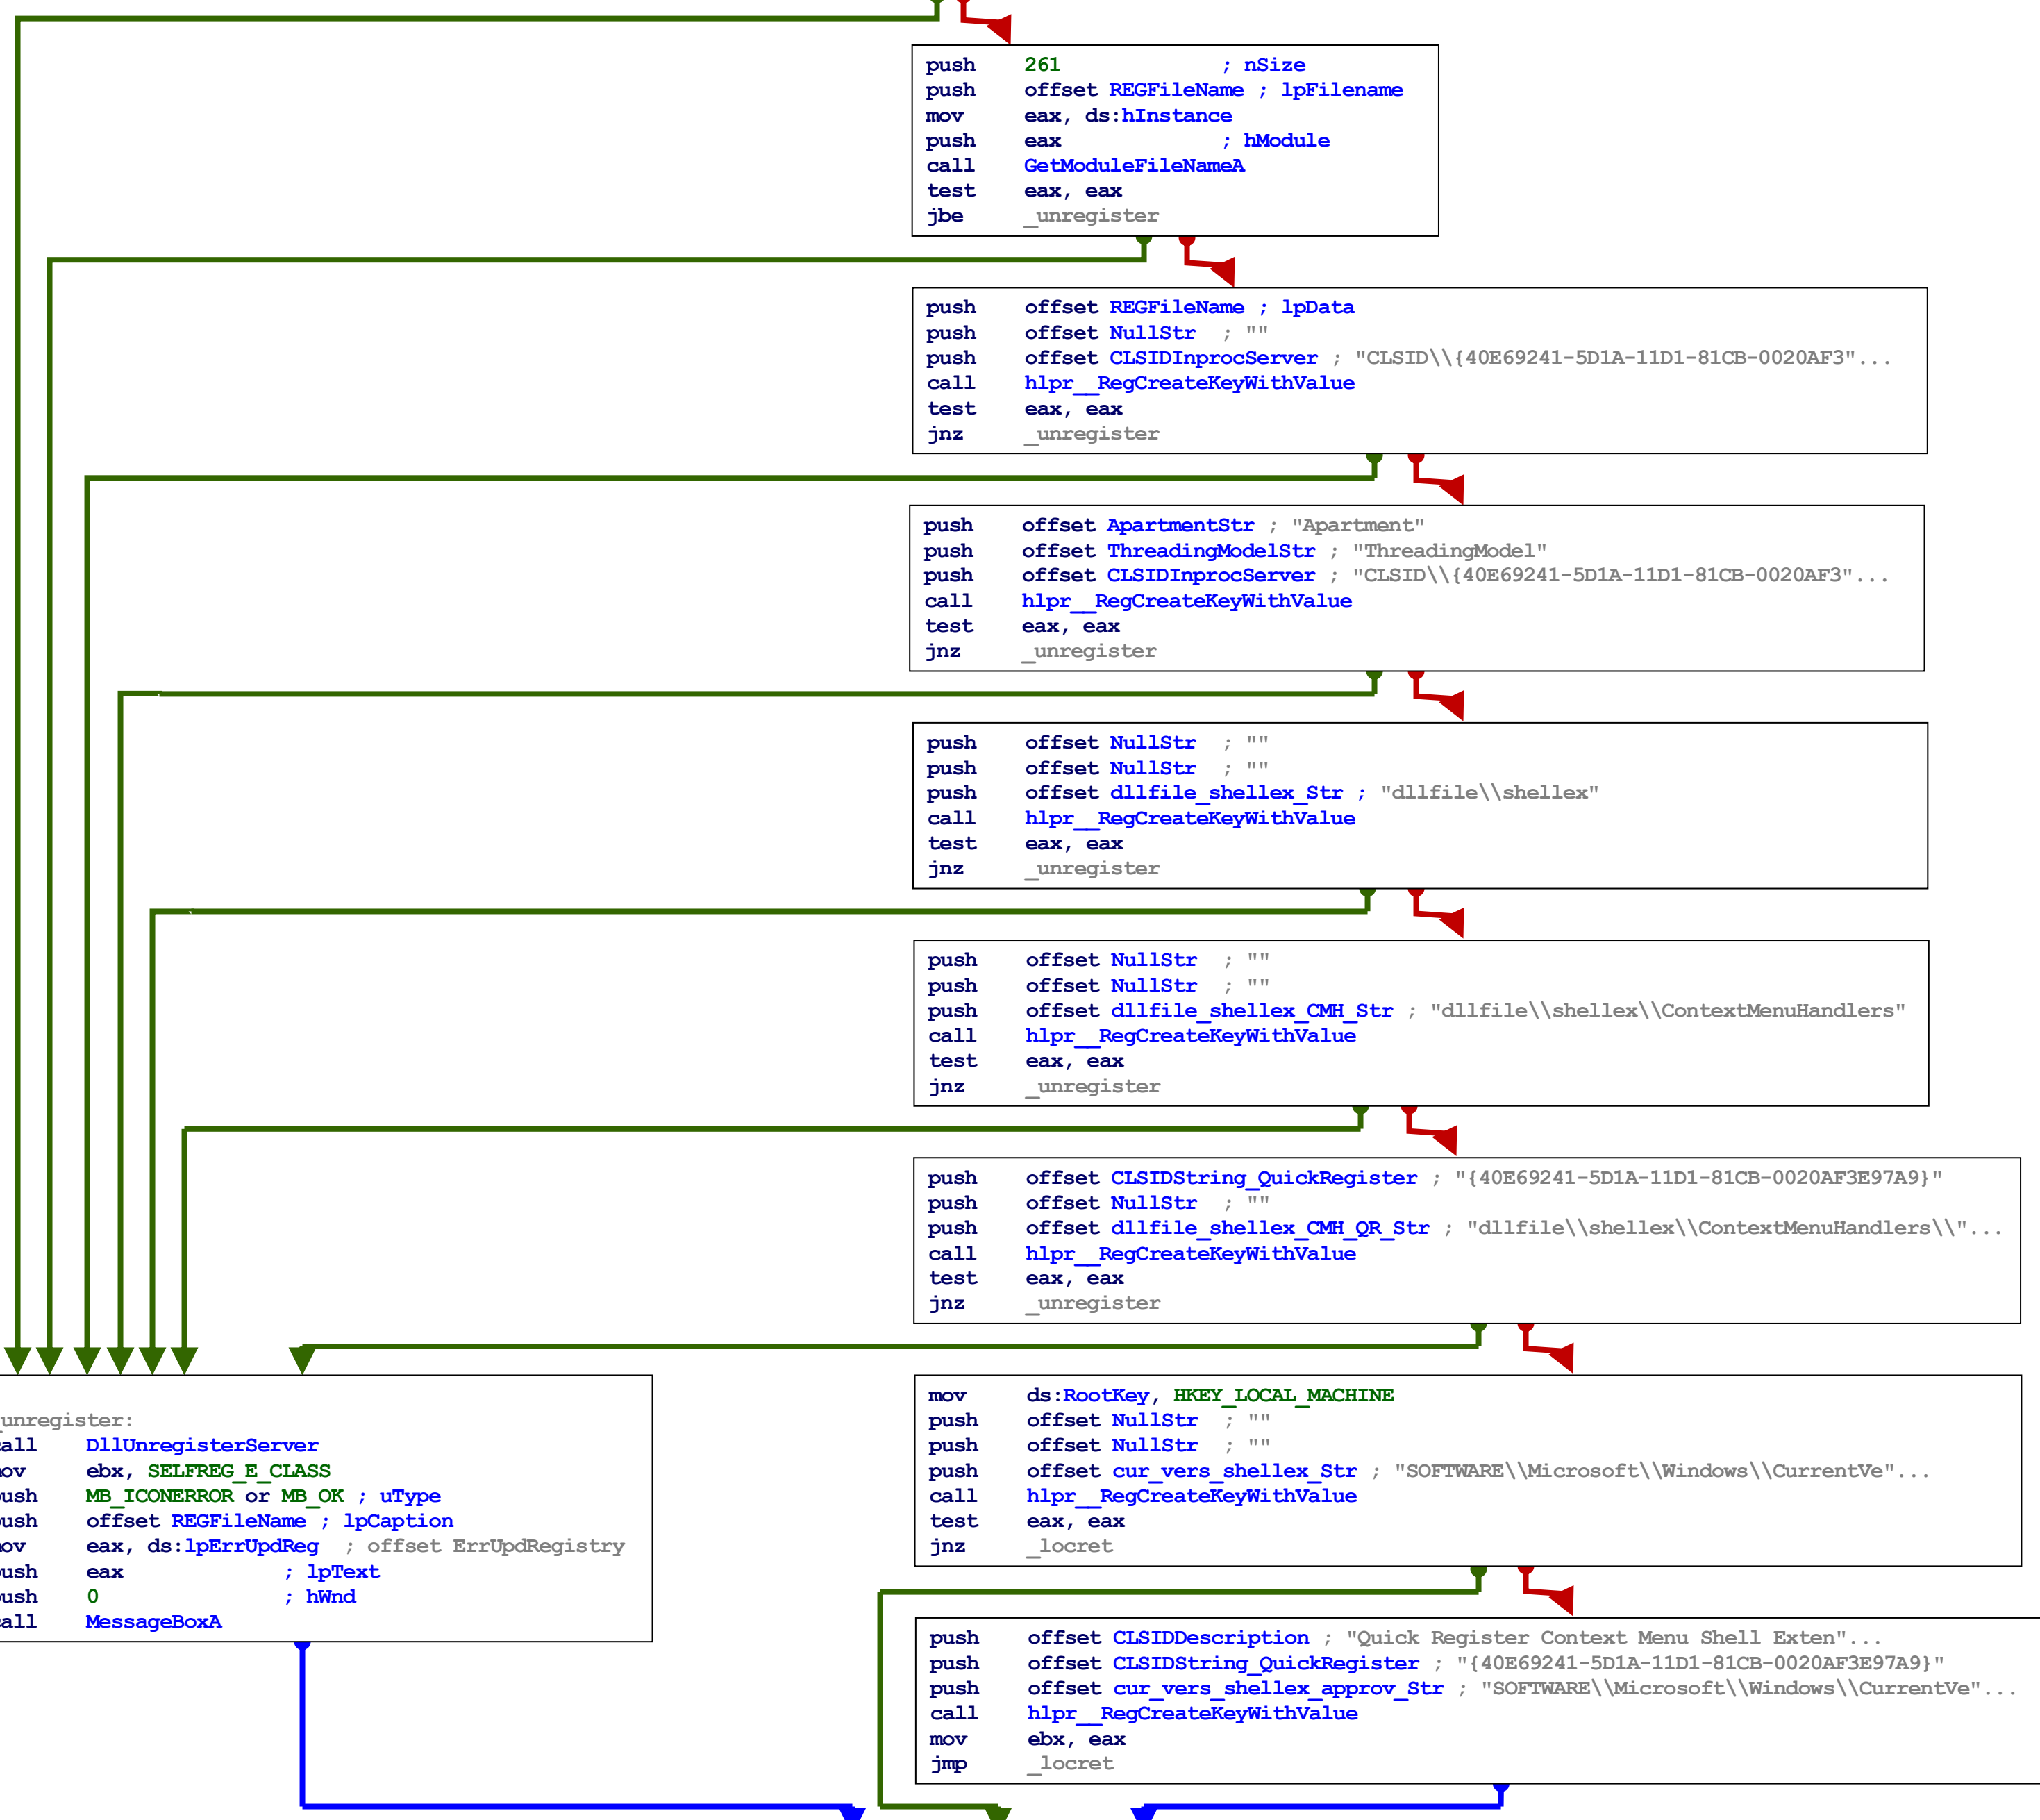 push 261 ; nSize
push offset REGFileName ; lpFilename
mov eax, ds:hInstance
push eax ; hModule
call GetModuleFileNameA
test eax, eax
jbe _unregister
push offset REGFileName ; lpData
push offset NullStr ; ""
push offset CLSIDInprocServer ; "CLSID\\{40E69241-5D1A-11D1-81CB-0020AF3"...
call hlpr__RegCreateKeyWithValue
test eax, eax
jnz _unregister
push offset ApartmentStr ; "Apartment"
push offset ThreadingModelStr ; "ThreadingModel"
push offset CLSIDInprocServer ; "CLSID\\{40E69241-5D1A-11D1-81CB-0020AF3"...
call hlpr__RegCreateKeyWithValue
test eax, eax
jnz _unregister
push offset NullStr ; ""
push offset NullStr ; ""
push offset dllfile_shellex_Str ; "dllfile\\shellex"
call hlpr__RegCreateKeyWithValue
test eax, eax
jnz _unregister
push offset NullStr ; ""
push offset NullStr ; ""
push offset dllfile_shellex_CMH_Str ; "dllfile\\shellex\\ContextMenuHandlers"
call hlpr__RegCreateKeyWithValue
test eax, eax
jnz _unregister
push offset CLSIDString_QuickRegister ; "{40E69241-5D1A-11D1-81CB-0020AF3E97A9}"
push offset NullStr ; ""
push offset dllfile_shellex_CMH_QR_Str ; "dllfile\\shellex\\ContextMenuHandlers\\"...
call hlpr__RegCreateKeyWithValue
test eax, eax
jnz _unregister
unregister:
all DllUnregisterServer
ov ebx, SELFREG_E_CLASS
ush MB_ICONERROR or MB_OK ; uType
ush offset REGFileName ; lpCaption
ov eax, ds:lpErrUpdReg ; offset ErrUpdRegistry
ush eax ; lpText
ush 0 ; hWnd
all MessageBoxA
mov ds:RootKey, HKEY_LOCAL_MACHINE
push offset NullStr ; ""
push offset NullStr ; ""
push offset cur_vers_shellex_Str ; "SOFTWARE\\Microsoft\\Windows\\CurrentVe"...
call hlpr__RegCreateKeyWithValue
test eax, eax
jnz _locret
push offset CLSIDDescription ; "Quick Register Context Menu Shell Exten"...
push offset CLSIDString_QuickRegister ; "{40E69241-5D1A-11D1-81CB-0020AF3E97A9}"
push offset cur_vers_shellex_approv_Str ; "SOFTWARE\\Microsoft\\Windows\\CurrentVe"...
call hlpr__RegCreateKeyWithValue
mov ebx, eax
jmp _locret